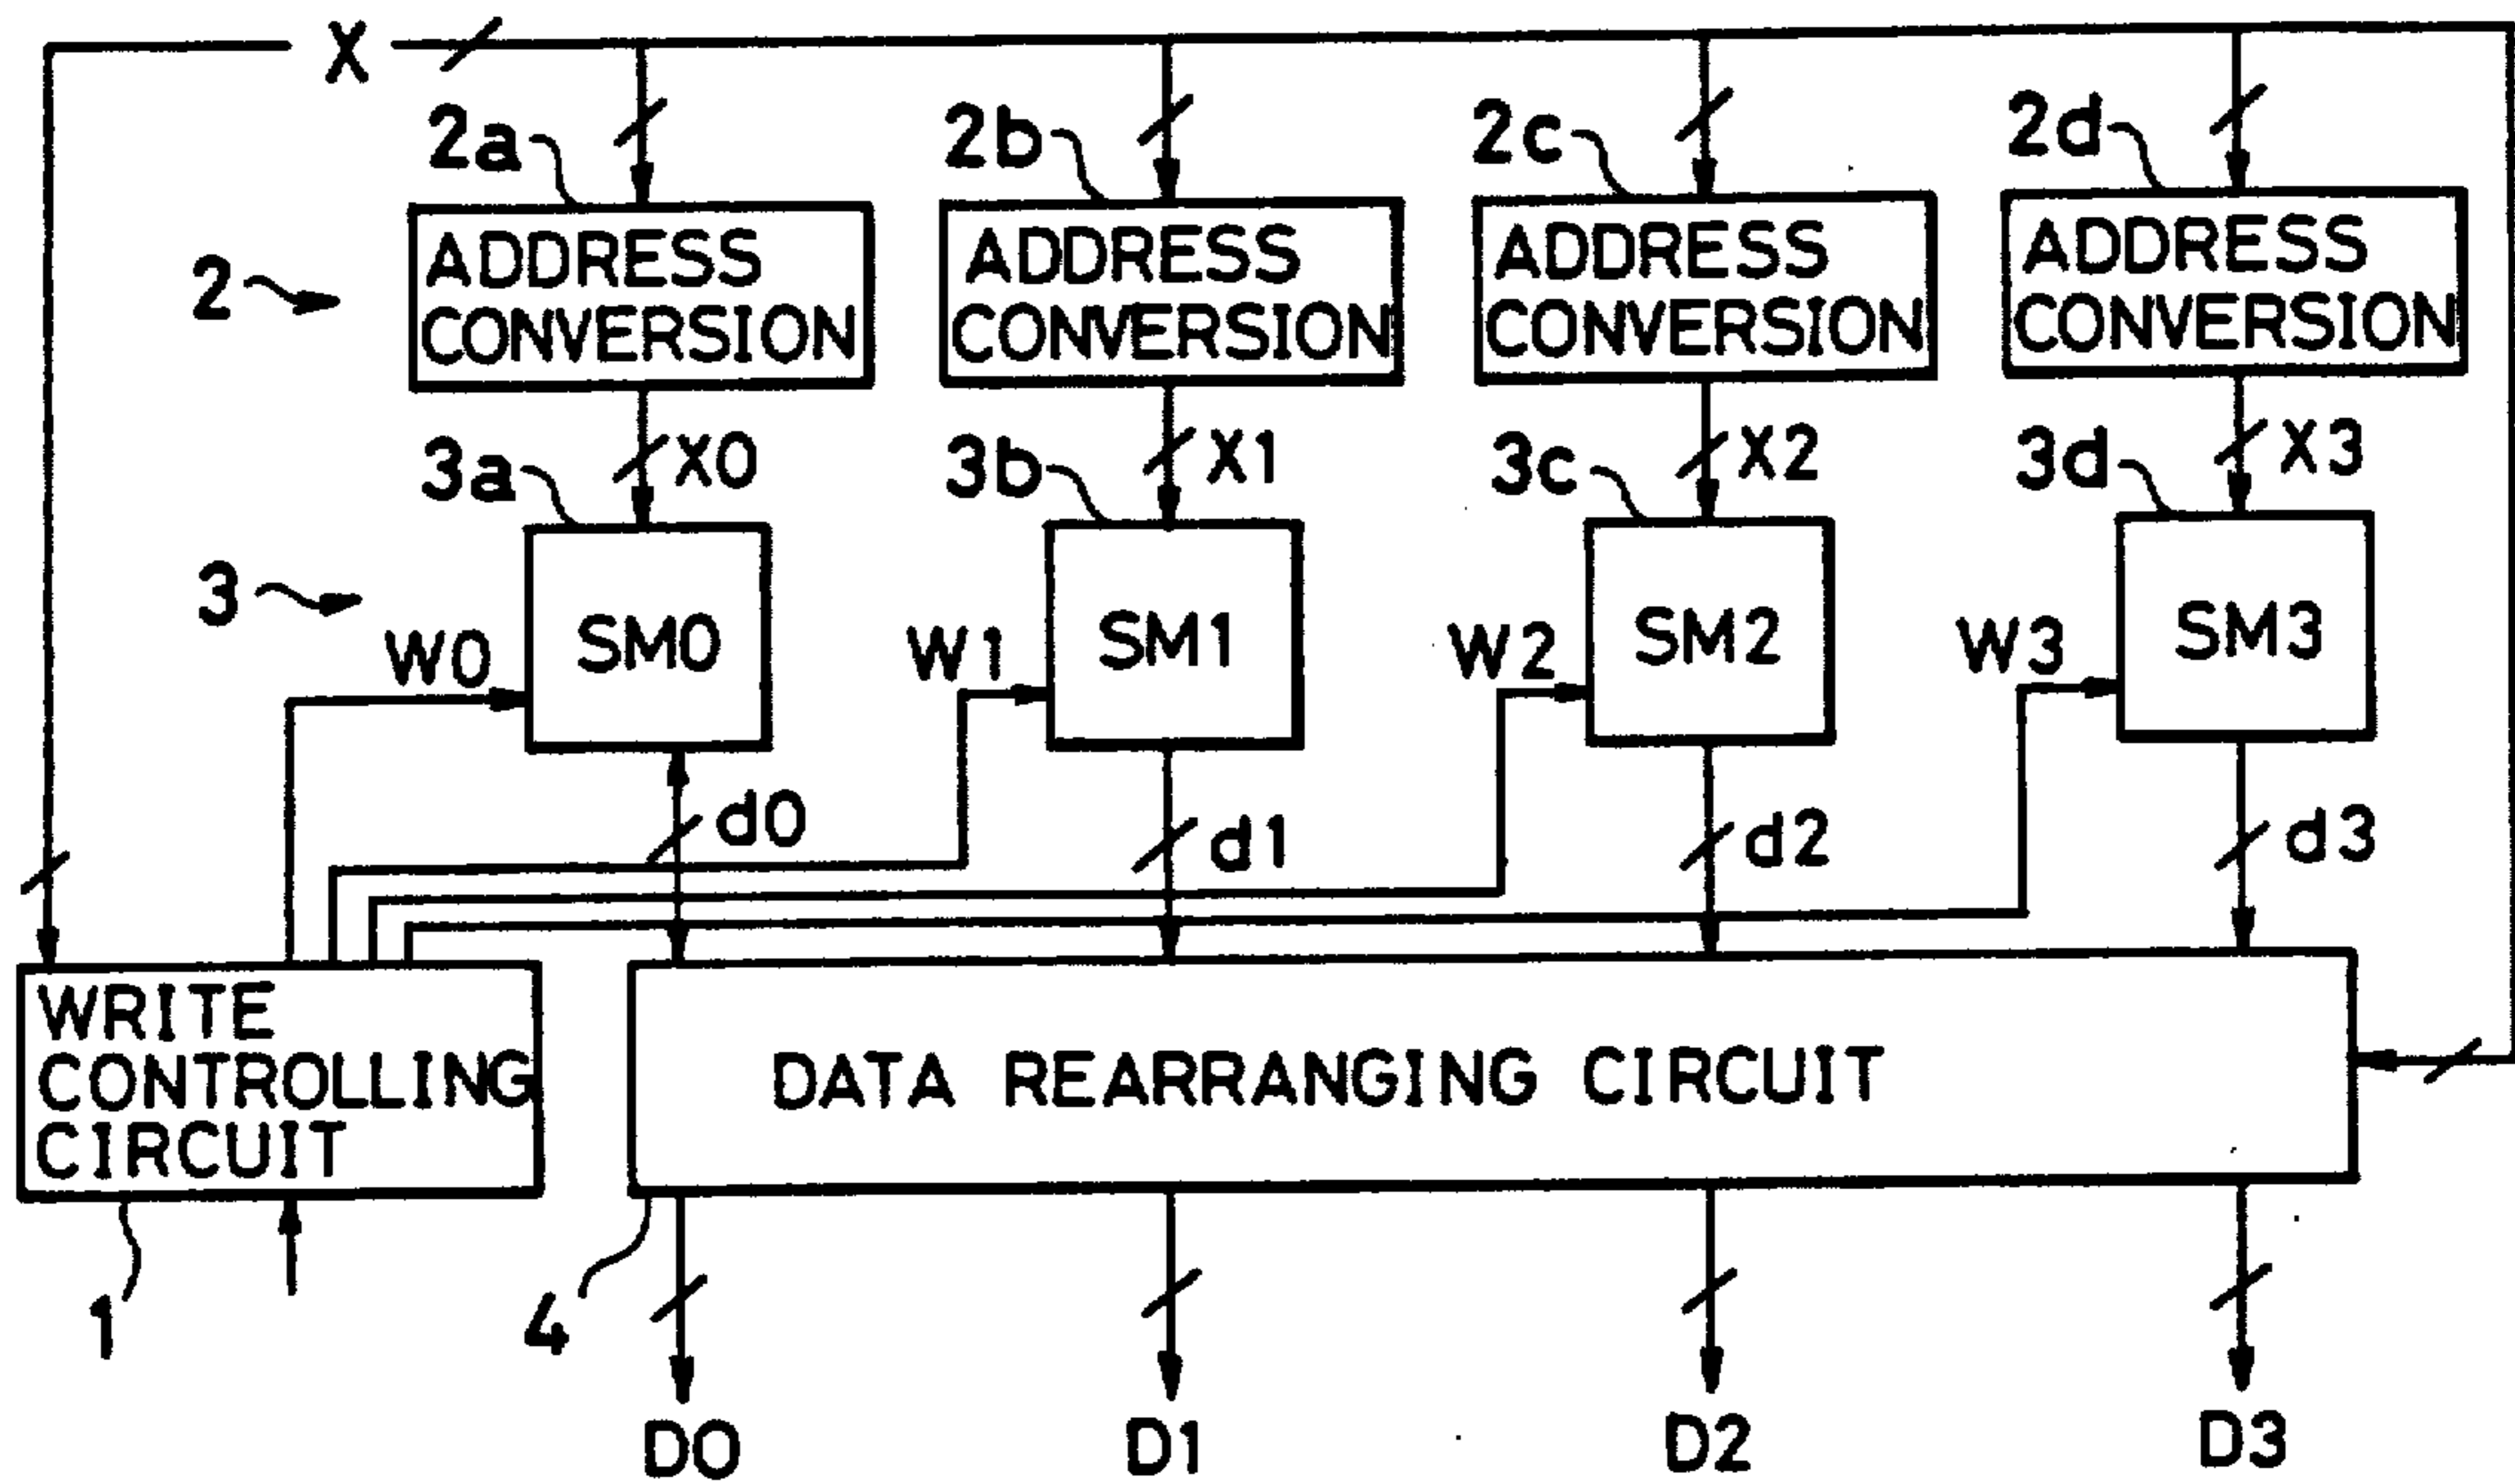 X
2a
2b
2c
2d
2
ADDRESS
CONVERSION
ADDRESS
CONVERSION
ADDRESS
CONVERSION
ADDRESS
CONVERSION
3a
X0
3b
X1
3c
X2
3d
X3
3
W0
SM0
W1
SM1
W2
SM2
W3
SM3
d0
d1
d2
d3
WRITE
CONTROLLING
CIRCUIT
DATA REARRANGING CIRCUIT
1
4
D0
D1
D2
D3